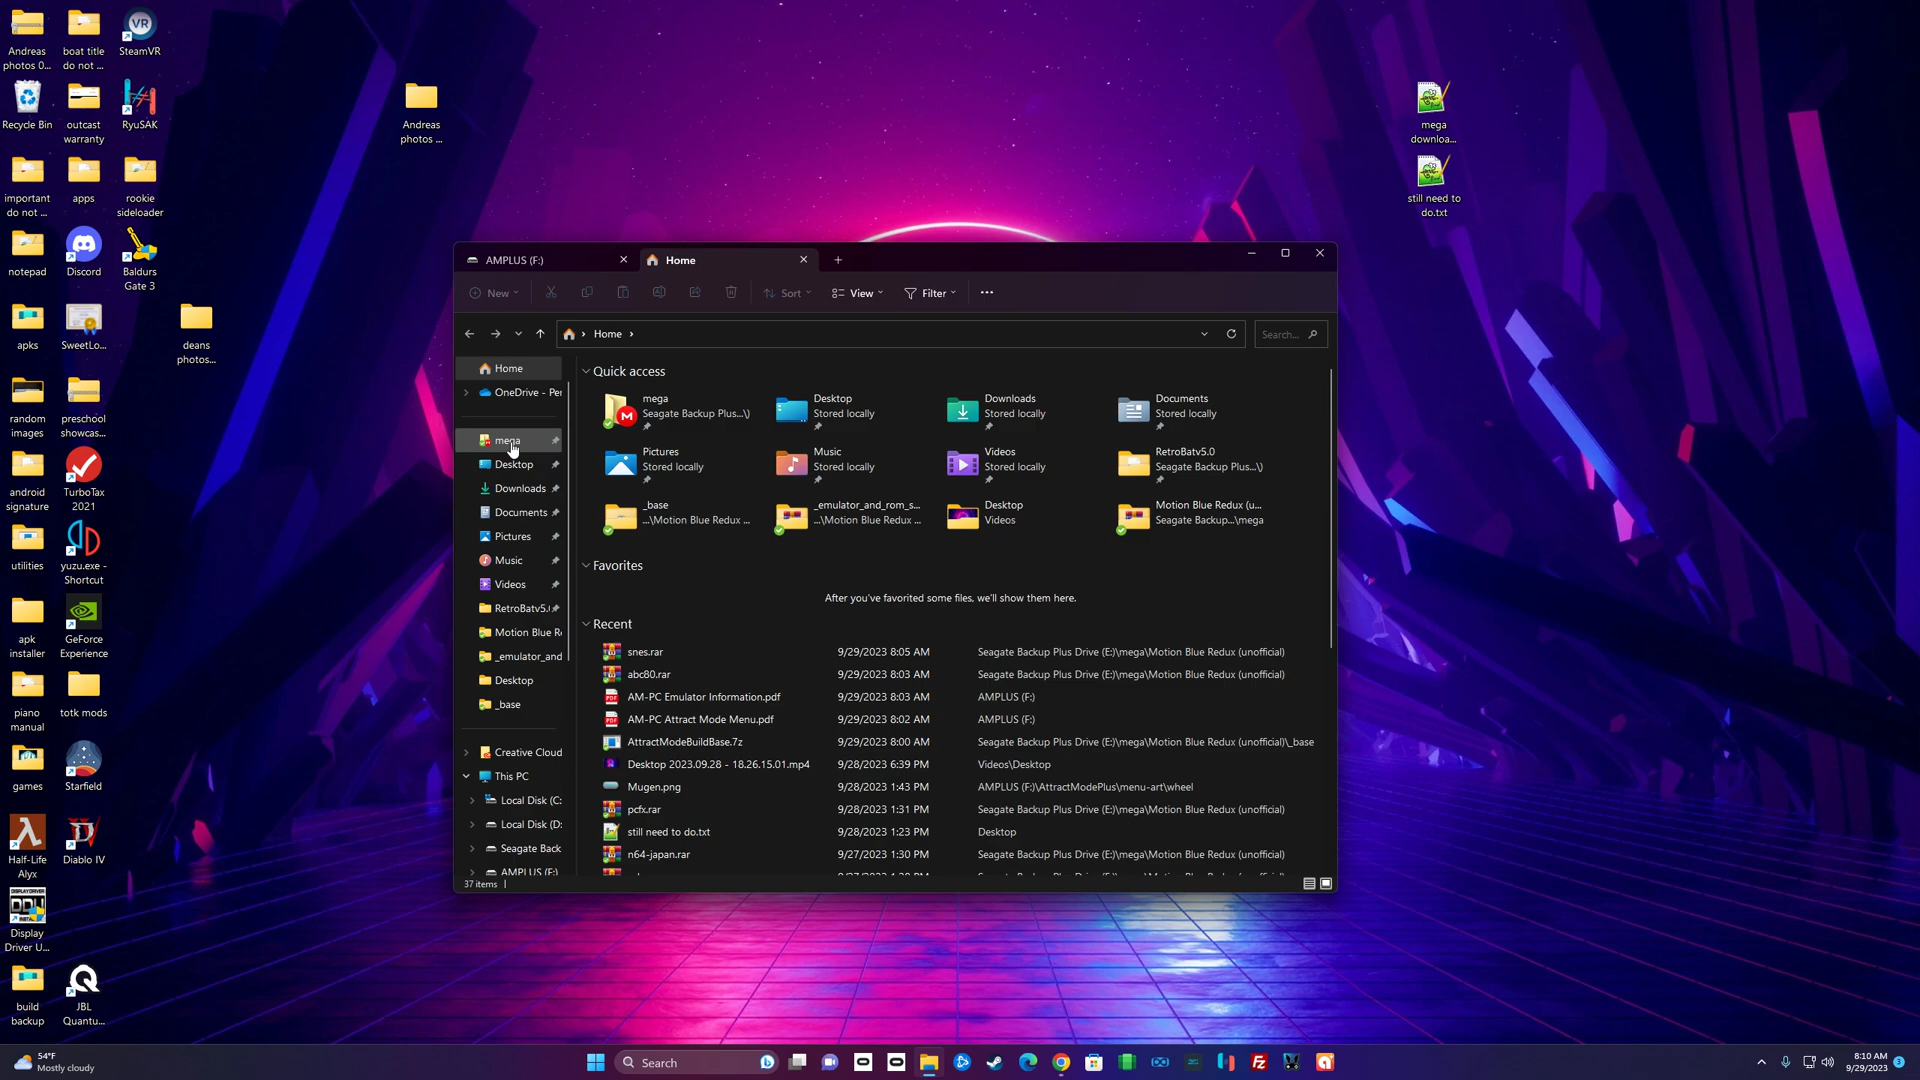 Andreas
photos 0...
boat title
do not ...
SteamVR
Recycle Bin
outcast
warranty
RyuSAK
Andreas
photos ...
important
do not ...
apps
rookie
sideloader
notepad
Discord
Baldurs
Gate 3
apks
SweetLo...
deans
photos...
random
images
preschool
showcas...
android
signature
TurboTax
2021
utilities
yuzu.exe -
Shortcut
apk
installer
GeForce
Experience
piano
manual
totk mods
games
Starfield
Half-Life
Alyx
Diablo IV
DDU
Display
Driver U...
build
backup
JBL
Quantu...
mega
downloa...
still need to
do.txt
AMPLUS (F:)
Home
New
Sort
View
Filter
Home
Search...
Home
OneDrive - Per
mega
Desktop
Downloads
Documents
Pictures
Music
Videos
RetroBatv5.(
Motion Blue Re
_emulator_and
Desktop
_base
Creative Cloud
This PC
Local Disk (C:
Local Disk (D:
Seagate Back
AMPLUS (F:)
37 items
Quick access
mega
Seagate Backup Plus...\)
Desktop
Stored locally
Downloads
Stored locally
Documents
Stored locally
Pictures
Stored locally
Music
Stored locally
Videos
Stored locally
RetroBatv5.0
Seagate Backup Plus...\)
_base
...\Motion Blue Redux ...
_emulator_and_rom_s...
...\Motion Blue Redux ...
Desktop
Videos
Motion Blue Redux (u...
Seagate Backup...\mega
Favorites
After you've favorited some files, we'll show them here.
Recent
snes.rar 9/29/2023 8:05 AM Seagate Backup Plus Drive (E:)\mega\Motion Blue Redux (unofficial)
abc80.rar 9/29/2023 8:03 AM Seagate Backup Plus Drive (E:)\mega\Motion Blue Redux (unofficial)
AM-PC Emulator Information.pdf 9/29/2023 8:03 AM AMPLUS (F:)
AM-PC Attract Mode Menu.pdf 9/29/2023 8:02 AM AMPLUS (F:)
AttractModeBuildBase.7z 9/29/2023 8:00 AM Seagate Backup Plus Drive (E:)\mega\Motion Blue Redux (unofficial)\_base
Desktop 2023.09.28 - 18.26.15.01.mp4 9/28/2023 6:39 PM Videos\Desktop
Mugen.png 9/28/2023 1:43 PM AMPLUS (F:)\AttractModePlus\menu-art\wheel
pcfx.rar 9/28/2023 1:31 PM Seagate Backup Plus Drive (E:)\mega\Motion Blue Redux (unofficial)
still need to do.txt 9/28/2023 1:23 PM Desktop
n64-japan.rar 9/27/2023 1:30 PM Seagate Backup Plus Drive (E:)\mega\Motion Blue Redux (unofficial)
54°F
Mostly cloudy
Search
8:10 AM
9/29/2023
3